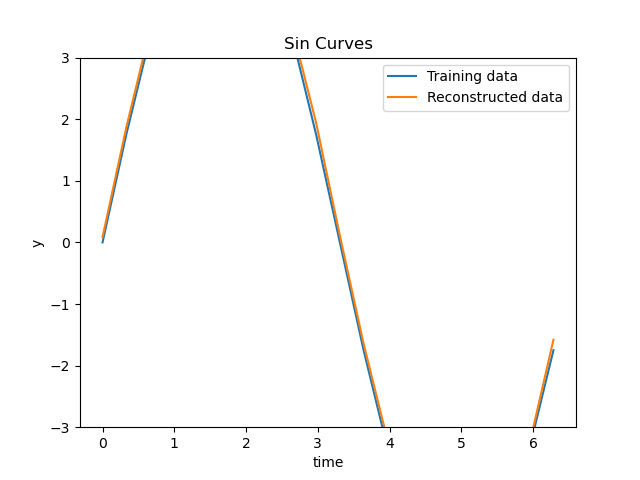 Sin Curves
Training data
Reconstructed data
3
2
1
0
−1
−2
−3
y
0 1 2 3 4 5 6
time